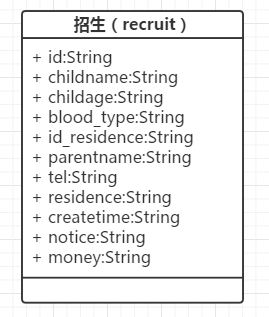 招生（recruit）
+ id:String
+ childname:String
+ childage:String
+ blood_type:String
+ id_residence:String
+ parentname:String
+ tel:String
+ residence:String
+ createtime:String
+ notice:String
+ money:String